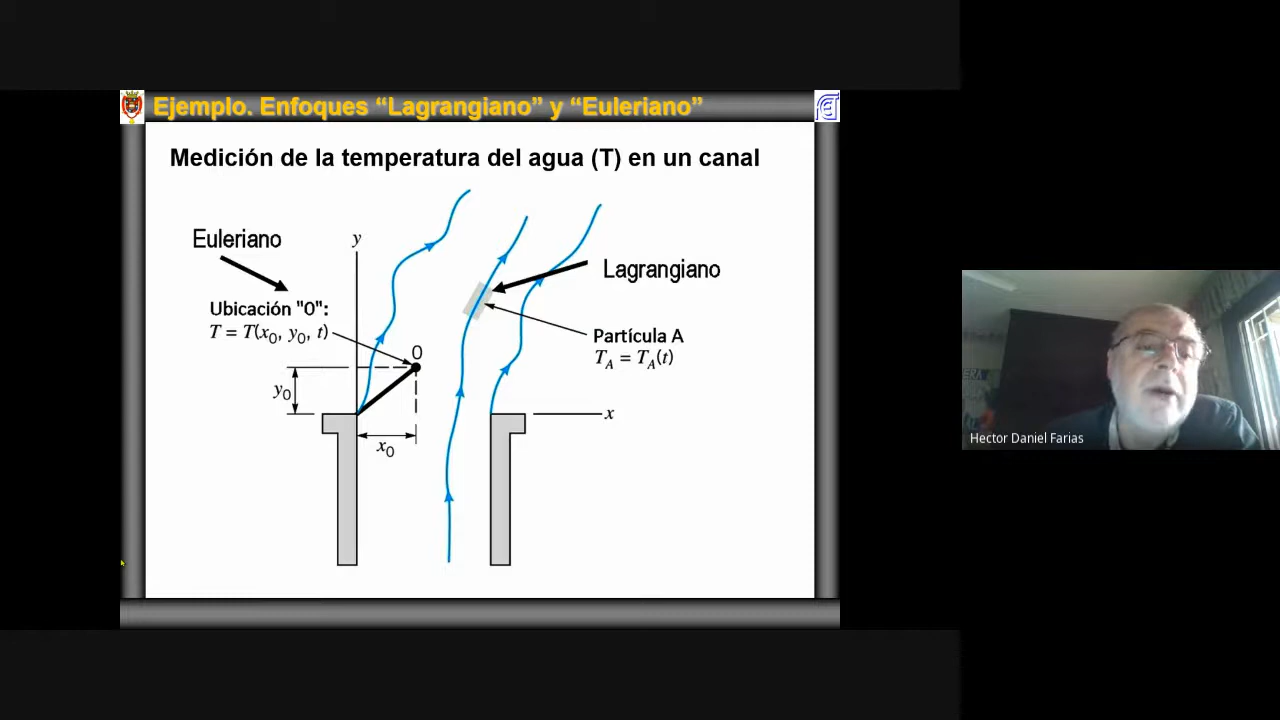 Ejemplo. Enfoques “Lagrangiano” y “Euleriano”
Medición de la temperatura del agua (T) en un canal
Euleriano
y
Lagrangiano
Ubicación "0":
T = T(x0, y0, t)
0
Partícula A
TA = TA(t)
y0
x
x0
Hector Daniel Farias